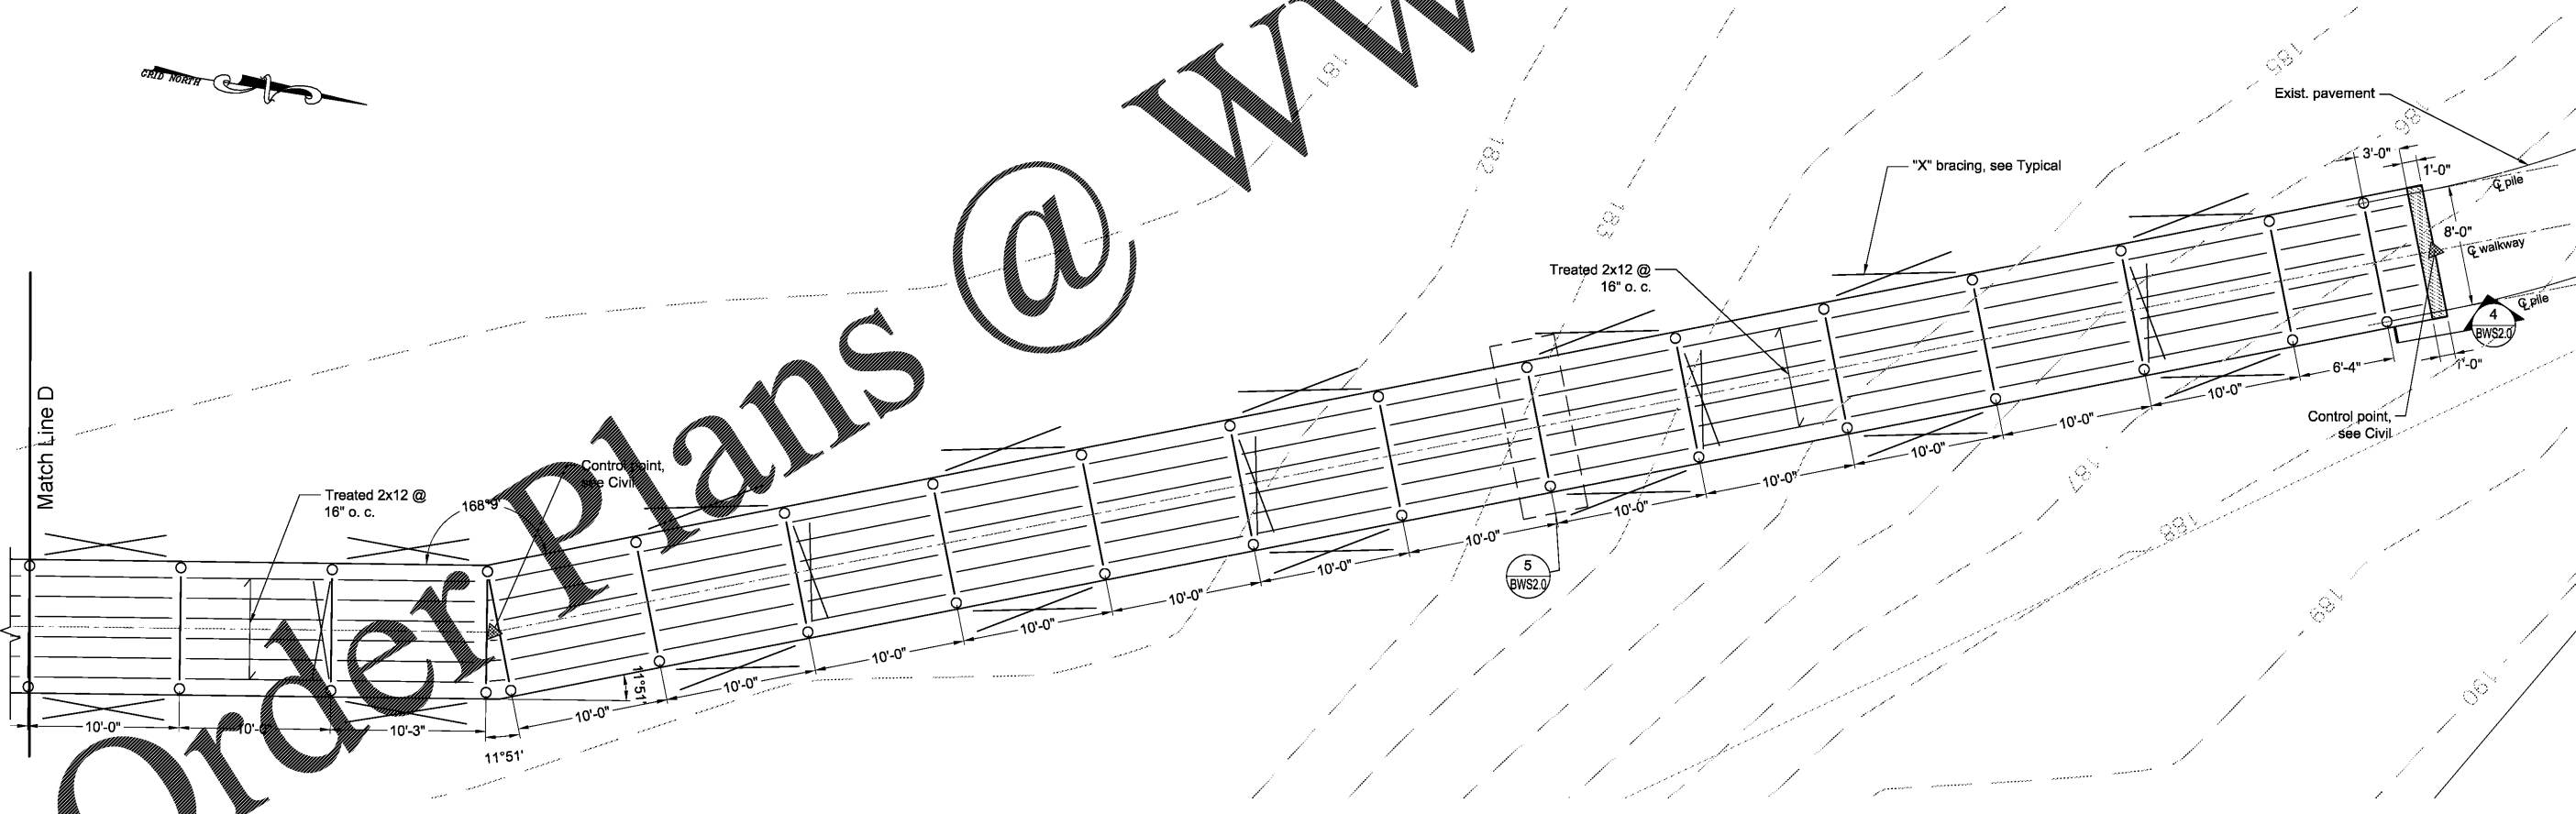 GRID NORTH
Order Plans @ WW
181
182
183
185
186
187
188
189
190
Exist. pavement
"X" bracing, see Typical
3'-0"
1'-0"
℄ pile
8'-0"
℄ walkway
℄ pile
4
BWS2.0
1'-0"
6'-4"
Control point,
see Civil
Treated 2x12 @
16" o. c.
Match Line D
Treated 2x12 @
16" o. c.
168°9'
Control point,
see Civil
5
BWS2.0
10'-0"
10'-3"
11°51'
11°51'
10'-0"
10'-0"
10'-0"
10'-0"
10'-0"
10'-0"
10'-0"
10'-0"
10'-0"
10'-0"
10'-0"
10'-0"